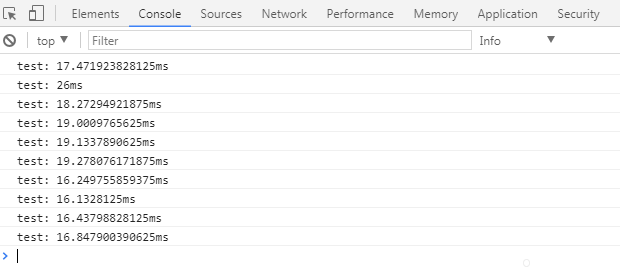 Elements Console Sources Network Performance Memory Application Security
top Filter Info
test: 17.471923828125ms
test: 26ms
test: 18.27294921875ms
test: 19.0009765625ms
test: 19.1337890625ms
test: 19.278076171875ms
test: 16.249755859375ms
test: 16.1328125ms
test: 16.43798828125ms
test: 16.847900390625ms